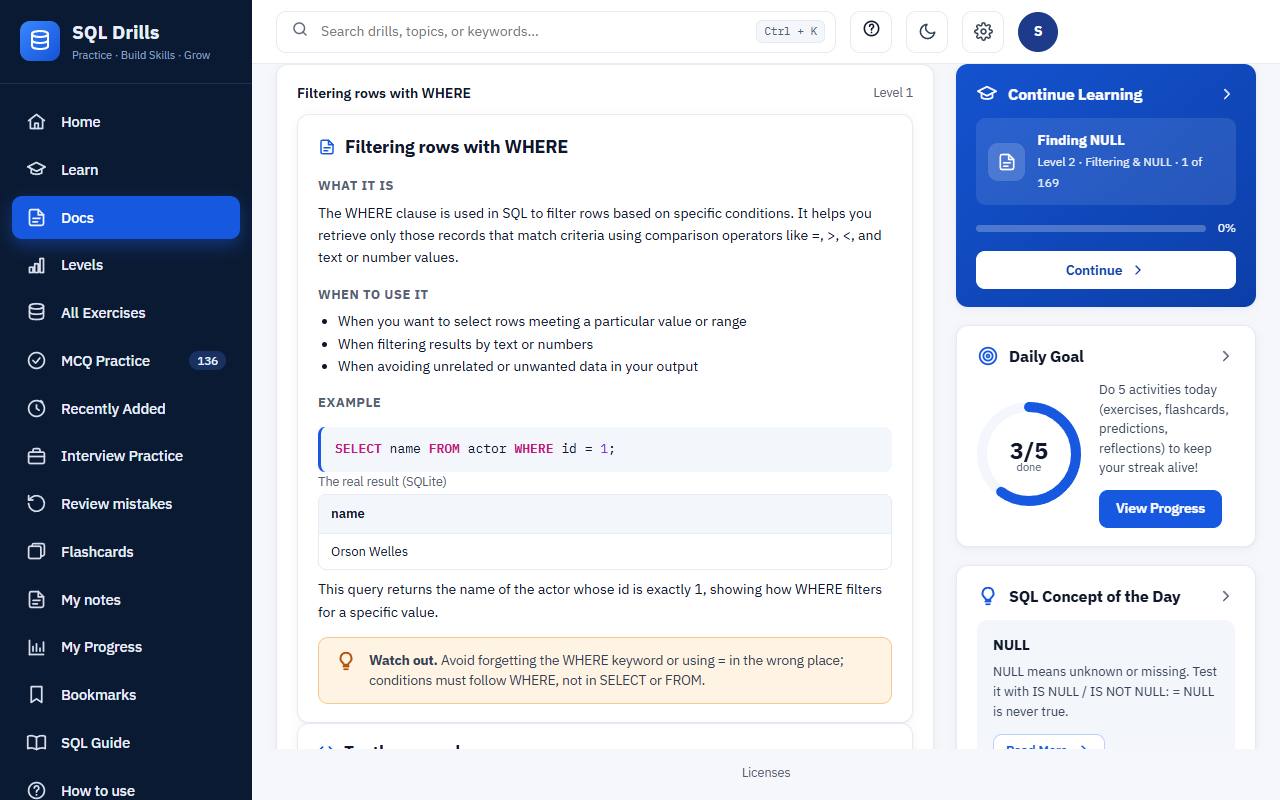 SQL Drills
Practice · Build Skills · Grow
Home
Learn
Docs
Levels
All Exercises
MCQ Practice 136
Recently Added
Interview Practice
Review mistakes
Flashcards
My notes
My Progress
Bookmarks
SQL Guide
How to use
Search drills, topics, or keywords... Ctrl + K
S
Filtering rows with WHERE Level 1
Filtering rows with WHERE
WHAT IT IS
The WHERE clause is used in SQL to filter rows based on specific conditions. It helps you
retrieve only those records that match criteria using comparison operators like =, >, <, and
text or number values.
WHEN TO USE IT
• When you want to select rows meeting a particular value or range
• When filtering results by text or numbers
• When avoiding unrelated or unwanted data in your output
EXAMPLE
SELECT name FROM actor WHERE id = 1;
The real result (SQLite)
name
Orson Welles
This query returns the name of the actor whose id is exactly 1, showing how WHERE filters
for a specific value.
Watch out. Avoid forgetting the WHERE keyword or using = in the wrong place;
conditions must follow WHERE, not in SELECT or FROM.
Continue Learning
Finding NULL
Level 2 · Filtering & NULL · 1 of
169
0%
Continue
Daily Goal
3/5
done
Do 5 activities today
(exercises, flashcards,
predictions,
reflections) to keep
your streak alive!
View Progress
SQL Concept of the Day
NULL
NULL means unknown or missing. Test
it with IS NULL / IS NOT NULL: = NULL
is never true.
Read More
Licenses